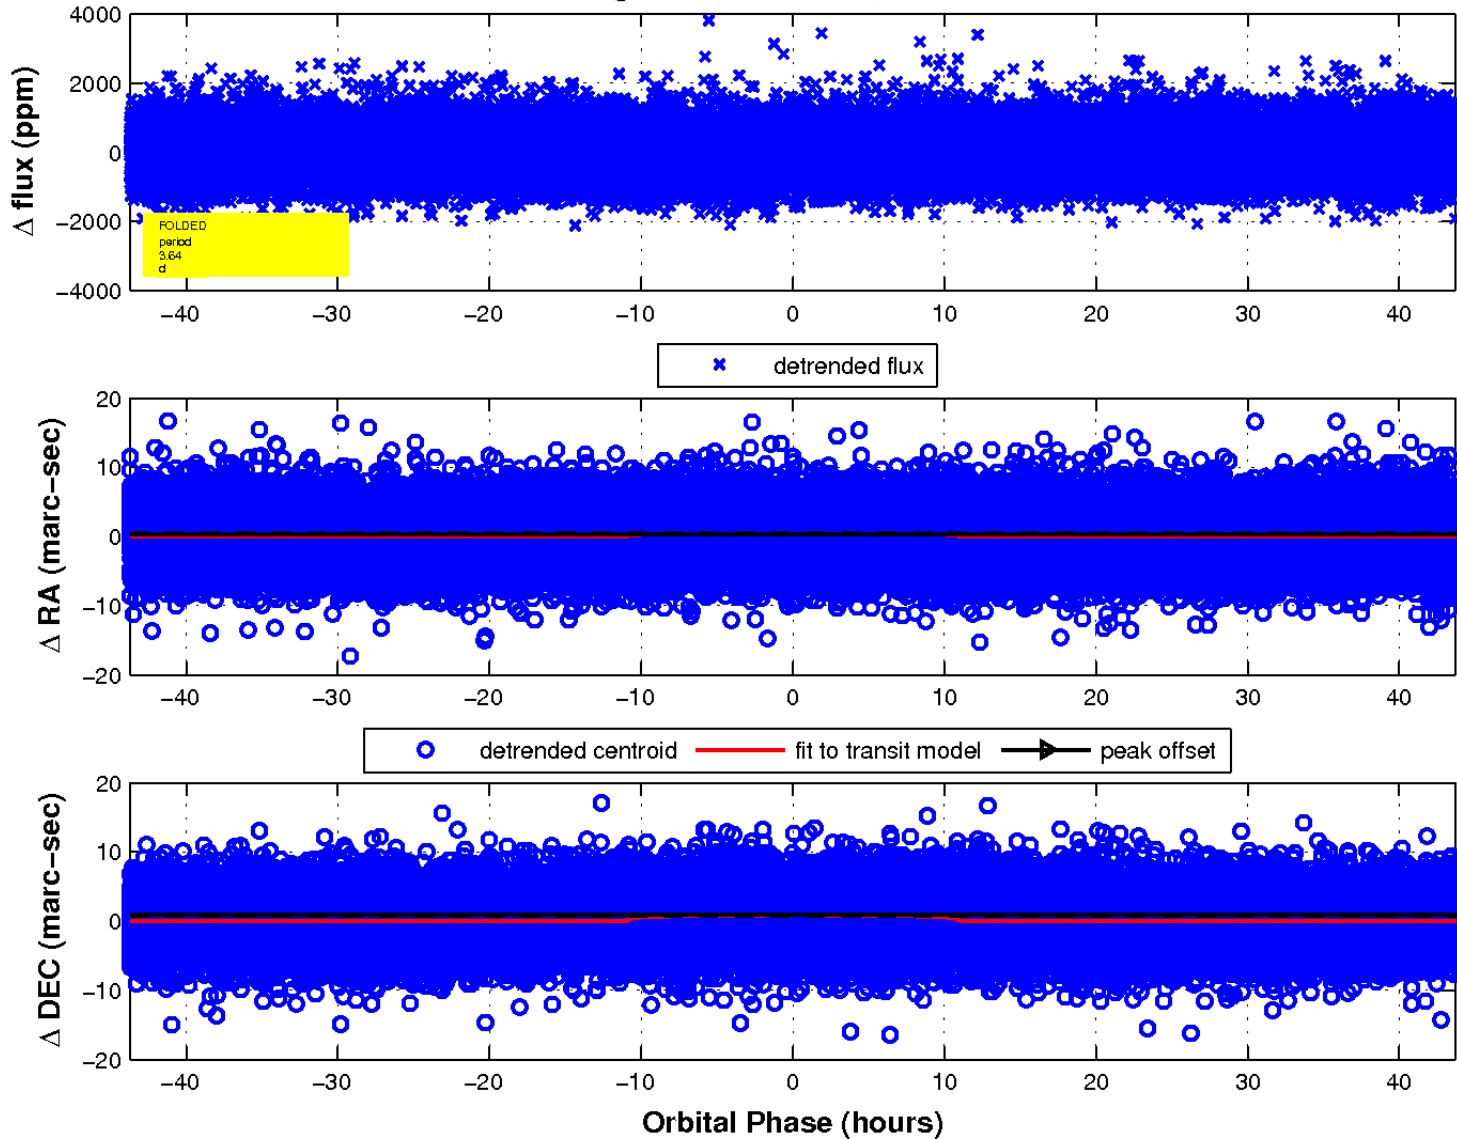 4000
2000
0
−2000
−4000
Δ flux (ppm)
FOLDED
period
3.64
d
−40 −30 −20 −10 0 10 20 30 40
detrended flux
20
10
0
−10
−20
Δ RA (marc−sec)
−40 −30 −20 −10 0 10 20 30 40
detrended centroid fit to transit model peak offset
20
10
0
−10
−20
Δ DEC (marc−sec)
−40 −30 −20 −10 0 10 20 30 40
Orbital Phase (hours)